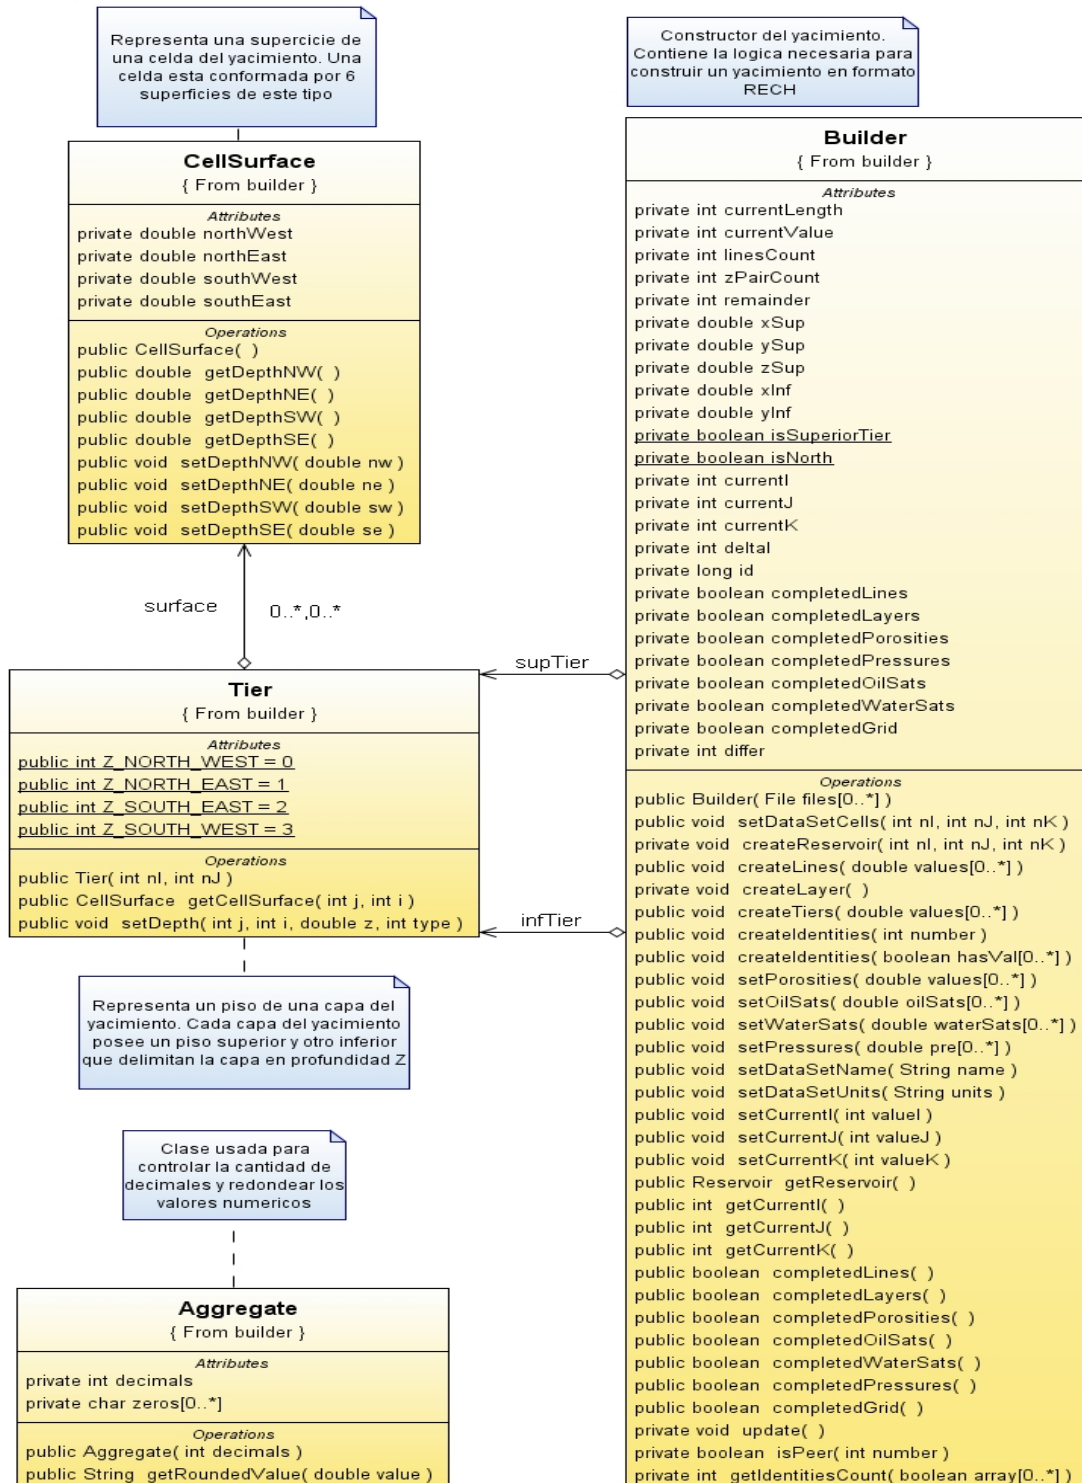 Representa una supercicie de
una celda del yacimiento. Una
celda esta conformada por 6
superficies de este tipo
CellSurface
{ From builder }
Attributes
private double northWest
private double northEast
private double southWest
private double southEast
Operations
public CellSurface( )
public double getDepthNW( )
public double getDepthNE( )
public double getDepthSW( )
public double getDepthSE( )
public void setDepthNW( double nw )
public void setDepthNE( double ne )
public void setDepthSW( double sw )
public void setDepthSE( double se )
surface
0..*,0..*
Tier
{ From builder }
Attributes
public int Z_NORTH_WEST = 0
public int Z_NORTH_EAST = 1
public int Z_SOUTH_EAST = 2
public int Z_SOUTH_WEST = 3
Operations
public Tier( int nI, int nJ )
public CellSurface getCellSurface( int j, int i )
public void setDepth( int j, int i, double z, int type )
Representa un piso de una capa del
yacimiento. Cada capa del yacimiento
posee un piso superior y otro inferior
que delimitan la capa en profundidad Z
Clase usada para
controlar la cantidad de
decimales y redondear los
valores numericos
Aggregate
{ From builder }
Attributes
private int decimals
private char zeros[0..*]
Operations
public Aggregate( int decimals )
public String getRoundedValue( double value )
supTier
infTier
Constructor del yacimiento.
Contiene la logica necesaria para
construir un yacimiento en formato
RECH
Builder
{ From builder }
Attributes
private int currentLength
private int currentValue
private int linesCount
private int zPairCount
private int remainder
private double xSup
private double ySup
private double zSup
private double xInf
private double yInf
private boolean isSuperiorTier
private boolean isNorth
private int currentI
private int currentJ
private int currentK
private int deltaI
private long id
private boolean completedLines
private boolean completedLayers
private boolean completedPorosities
private boolean completedPressures
private boolean completedOilSats
private boolean completedWaterSats
private boolean completedGrid
private int differ
Operations
public Builder( File files[0..*] )
public void setDataSetCells( int nI, int nJ, int nK )
private void createReservoir( int nI, int nJ, int nK )
public void createLines( double values[0..*] )
private void createLayer( )
public void createTiers( double values[0..*] )
public void createIdentities( int number )
public void createIdentities( boolean hasVal[0..*] )
public void setPorosities( double values[0..*] )
public void setOilSats( double oilSats[0..*] )
public void setWaterSats( double waterSats[0..*] )
public void setPressures( double pre[0..*] )
public void setDataSetName( String name )
public void setDataSetUnits( String units )
public void setCurrentI( int valueI )
public void setCurrentJ( int valueJ )
public void setCurrentK( int valueK )
public Reservoir getReservoir( )
public int getCurrentI( )
public int getCurrentJ( )
public int getCurrentK( )
public boolean completedLines( )
public boolean completedLayers( )
public boolean completedPorosities( )
public boolean completedOilSats( )
public boolean completedWaterSats( )
public boolean completedPressures( )
public boolean completedGrid( )
private void update( )
private boolean isPeer( int number )
private int getIdentitiesCount( boolean array[0..*] )